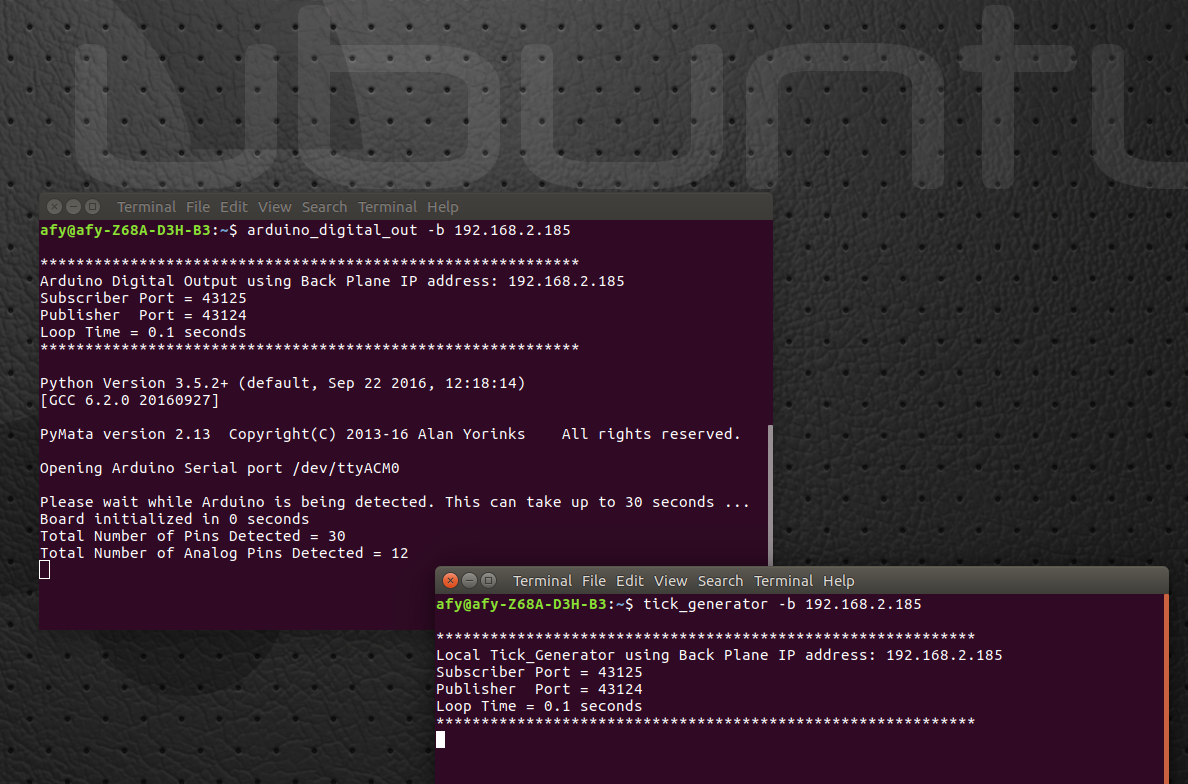 ubuntu
Terminal File Edit View Search Terminal Help
afy@afy-Z68A-D3H-B3:~$ arduino_digital_out -b 192.168.2.185
************************************************************
Arduino Digital Output using Back Plane IP address: 192.168.2.185
Subscriber Port = 43125
Publisher  Port = 43124
Loop Time = 0.1 seconds
************************************************************
Python Version 3.5.2+ (default, Sep 22 2016, 12:18:14)
[GCC 6.2.0 20160927]
PyMata version 2.13  Copyright(C) 2013-16 Alan Yorinks    All rights reserved.
Opening Arduino Serial port /dev/ttyACM0
Please wait while Arduino is being detected. This can take up to 30 seconds ...
Board initialized in 0 seconds
Total Number of Pins Detected = 30
Total Number of Analog Pins Detected = 12
Terminal File Edit View Search Terminal Help
afy@afy-Z68A-D3H-B3:~$ tick_generator -b 192.168.2.185
************************************************************
Local Tick_Generator using Back Plane IP address: 192.168.2.185
Subscriber Port = 43125
Publisher  Port = 43124
Loop Time = 0.1 seconds
************************************************************